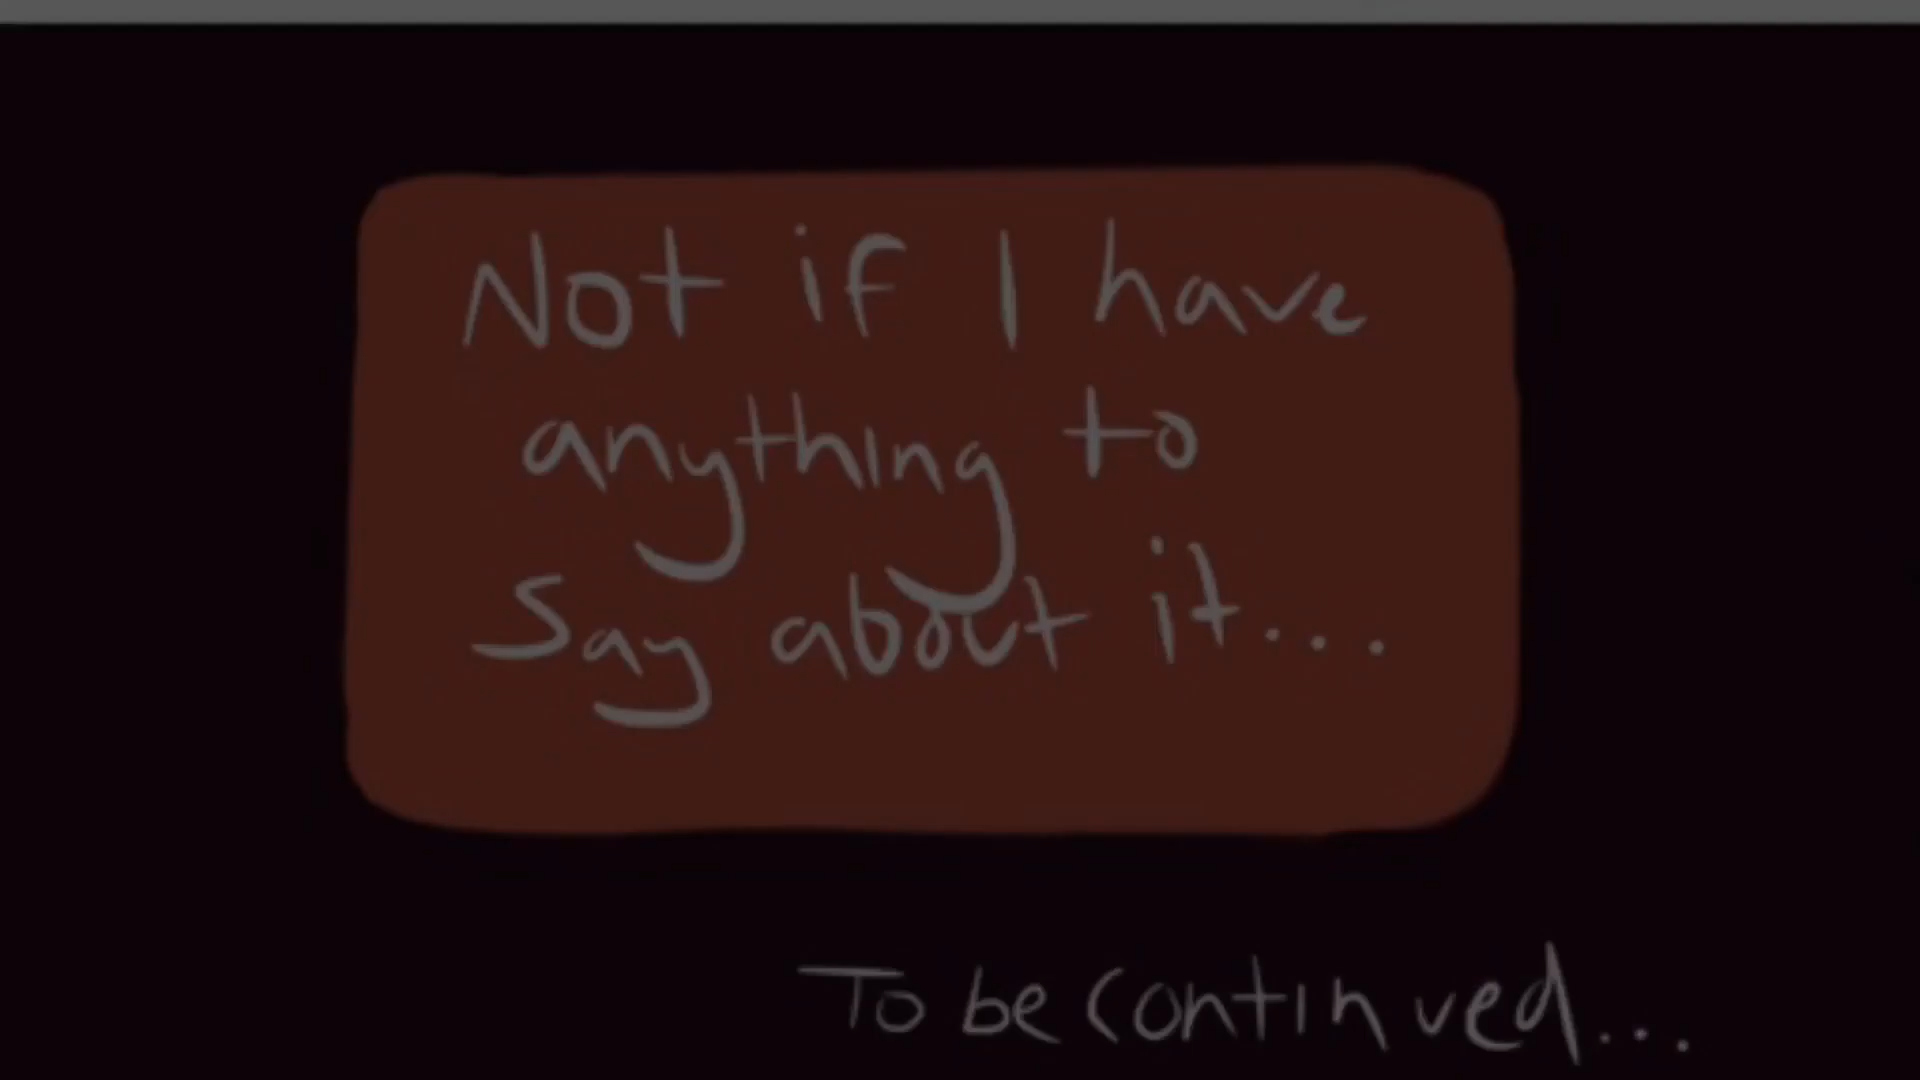 Not if I have
anything to
Say about it...
To be continued...